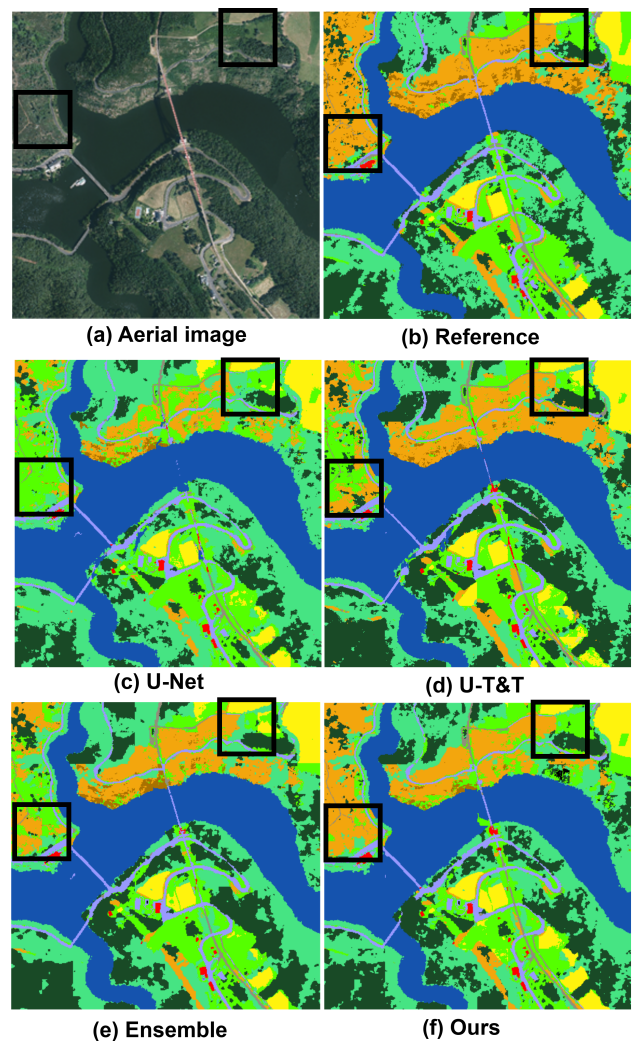 (a) Aerial image
(b) Reference
(c) U-Net
(d) U-T&T
(e) Ensemble
(f) Ours